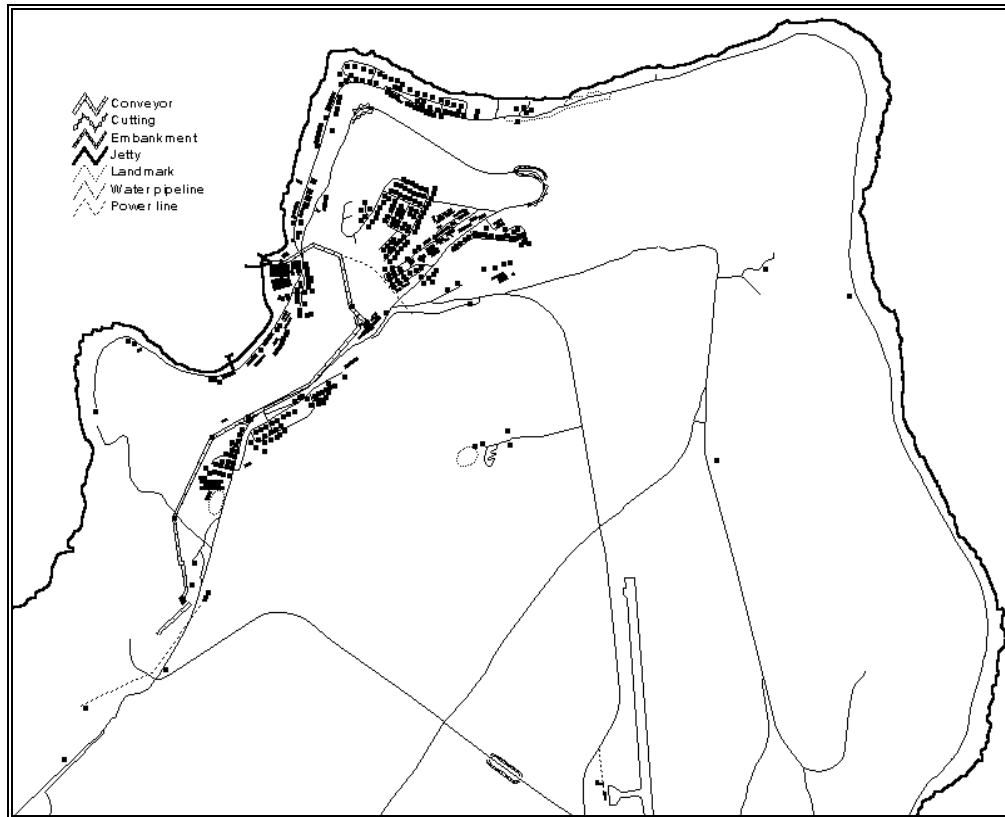 Conveyor
Cutting
Embankment
Jetty
Landmark
Water pipeline
Power line